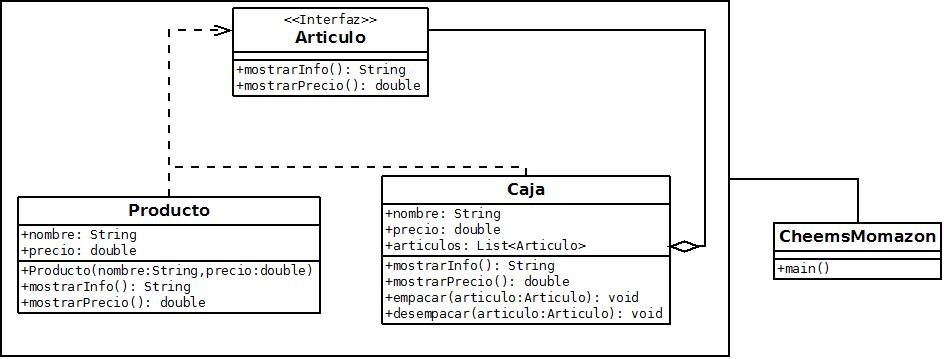 <<Interfaz>>
Articulo
+mostrarInfo(): String
+mostrarPrecio(): double
Producto
+nombre: String
+precio: double
+Producto(nombre:String,precio:double)
+mostrarInfo(): String
+mostrarPrecio(): double
Caja
+nombre: String
+precio: double
+articulos: List<Articulo>
+mostrarInfo(): String
+mostrarPrecio(): double
+empacar(articulo:Articulo): void
+desempacar(articulo:Articulo): void
CheemsMomazon
+main()